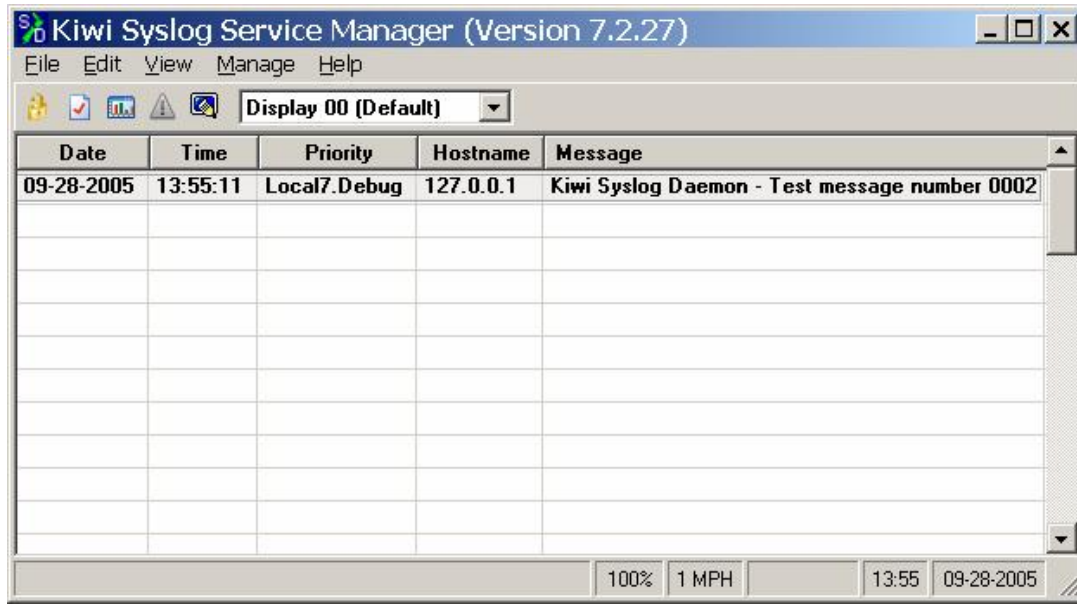 Kiwi Syslog Service Manager (Version 7.2.27)
File Edit View Manage Help
Display 00 (Default)
Date Time Priority Hostname Message
09-28-2005 13:55:11 Local7.Debug 127.0.0.1 Kiwi Syslog Daemon - Test message number 0002
100% 1 MPH 13:55 09-28-2005